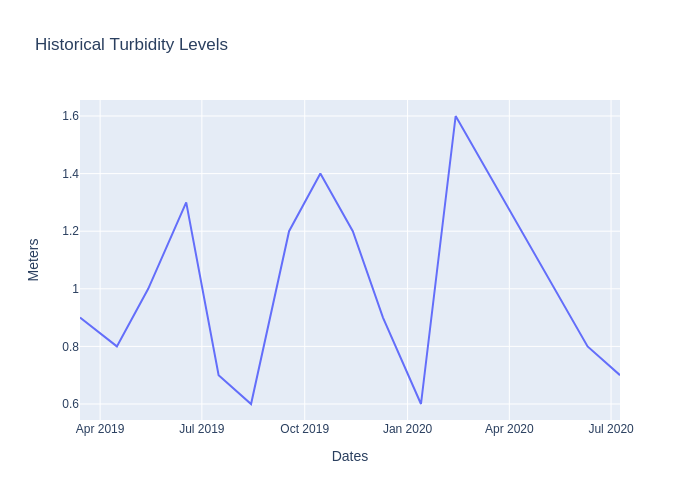 Historical Turbidity Levels
1.6
1.4
1.2
1
0.8
0.6
Meters
Apr 2019
Jul 2019
Oct 2019
Jan 2020
Apr 2020
Jul 2020
Dates